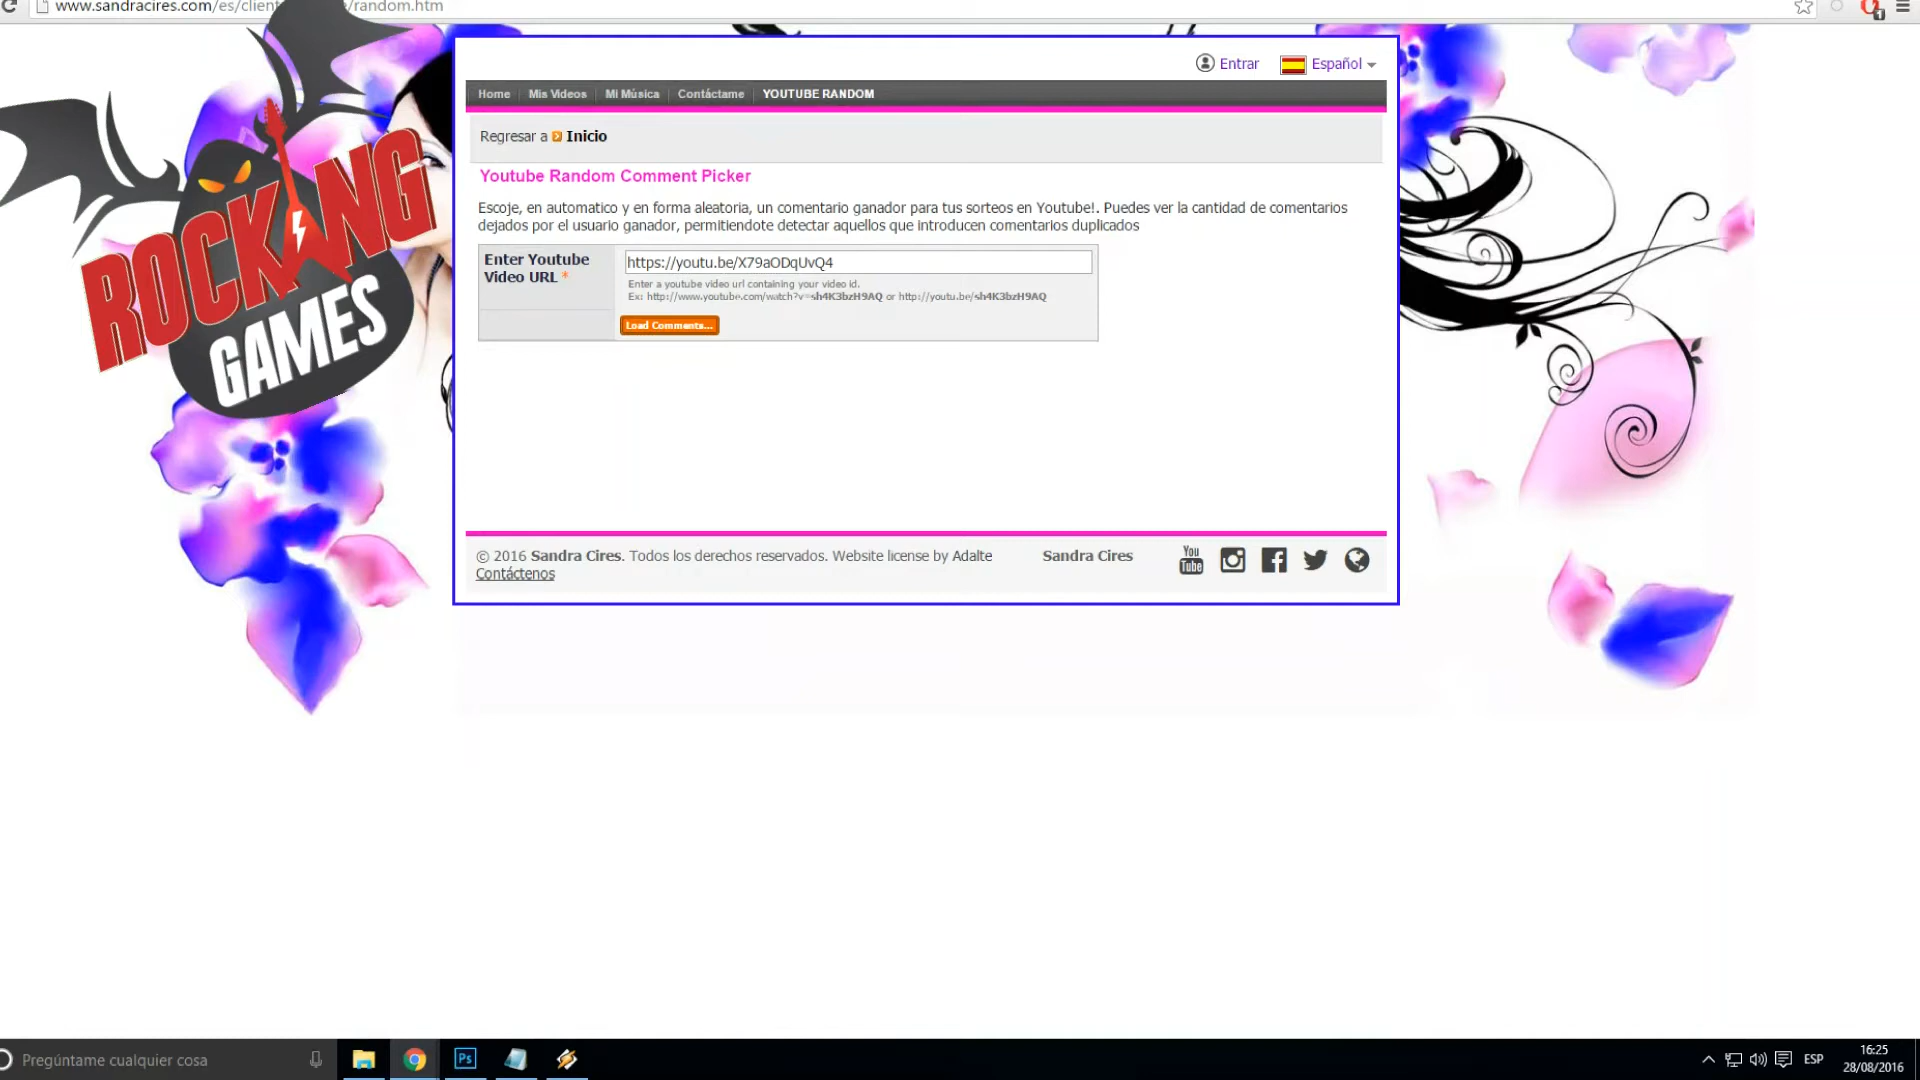 www.sandracires.com/es/client
/random.htm
Entrar
Español
Home
Mis Videos
Mi Música
Contáctame
YOUTUBE RANDOM
Regresar a Inicio
ROCKING
GAMES
Youtube Random Comment Picker
Escoje, en automatico y en forma aleatoria, un comentario ganador para tus sorteos en Youtube!. Puedes ver la cantidad de comentarios
dejados por el usuario ganador, permitiendote detectar aquellos que introducen comentarios duplicados
Enter Youtube
Video URL *
https://youtu.be/X79aODqUvQ4
Enter a youtube video url containing your video id.
Ex: http://www.youtube.com/watch?v=sh4K3bzH9AQ or http://youtu.be/sh4K3bzH9AQ
Load Comments...
© 2016 Sandra Cires. Todos los derechos reservados. Website license by Adalte
Contáctenos
Sandra Cires
You
Tube
Pregúntame cualquier cosa
Ps
ESP
16:25
28/08/2016